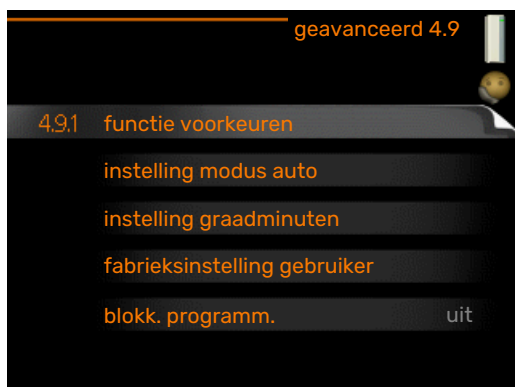 geavanceerd 4.9
4.9.1 functie voorkeuren
instelling modus auto
instelling graadminuten
fabrieksinstelling gebruiker
blokk. programm. uit